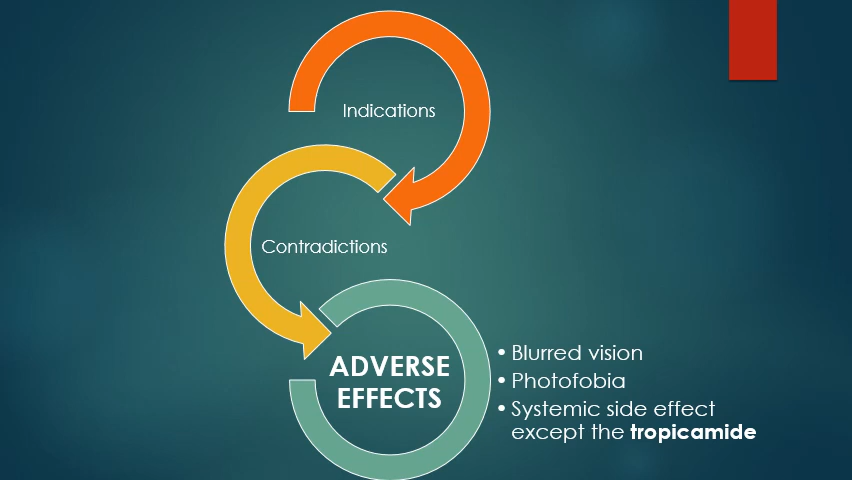 Indications
Contradictions
ADVERSE
EFFECTS
• Blurred vision
• Photofobia
• Systemic side effect
except the tropicamide